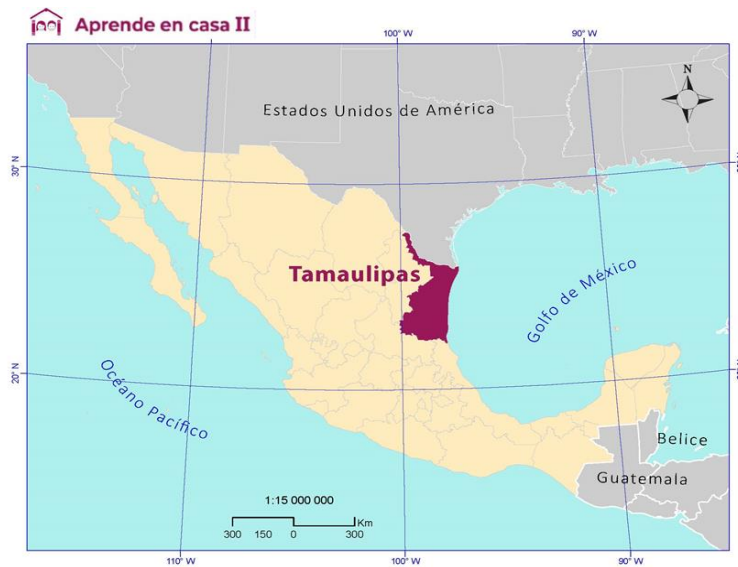 Aprende en casa II
100° W
90° W
N
Estados Unidos de América
30° N
30° N
Tamaulipas
Golfo de México
20° N
Océano Pacífico
Belice
Guatemala
1:15 000 000
300 150 0 300 Km
110° W
100° W
90° W